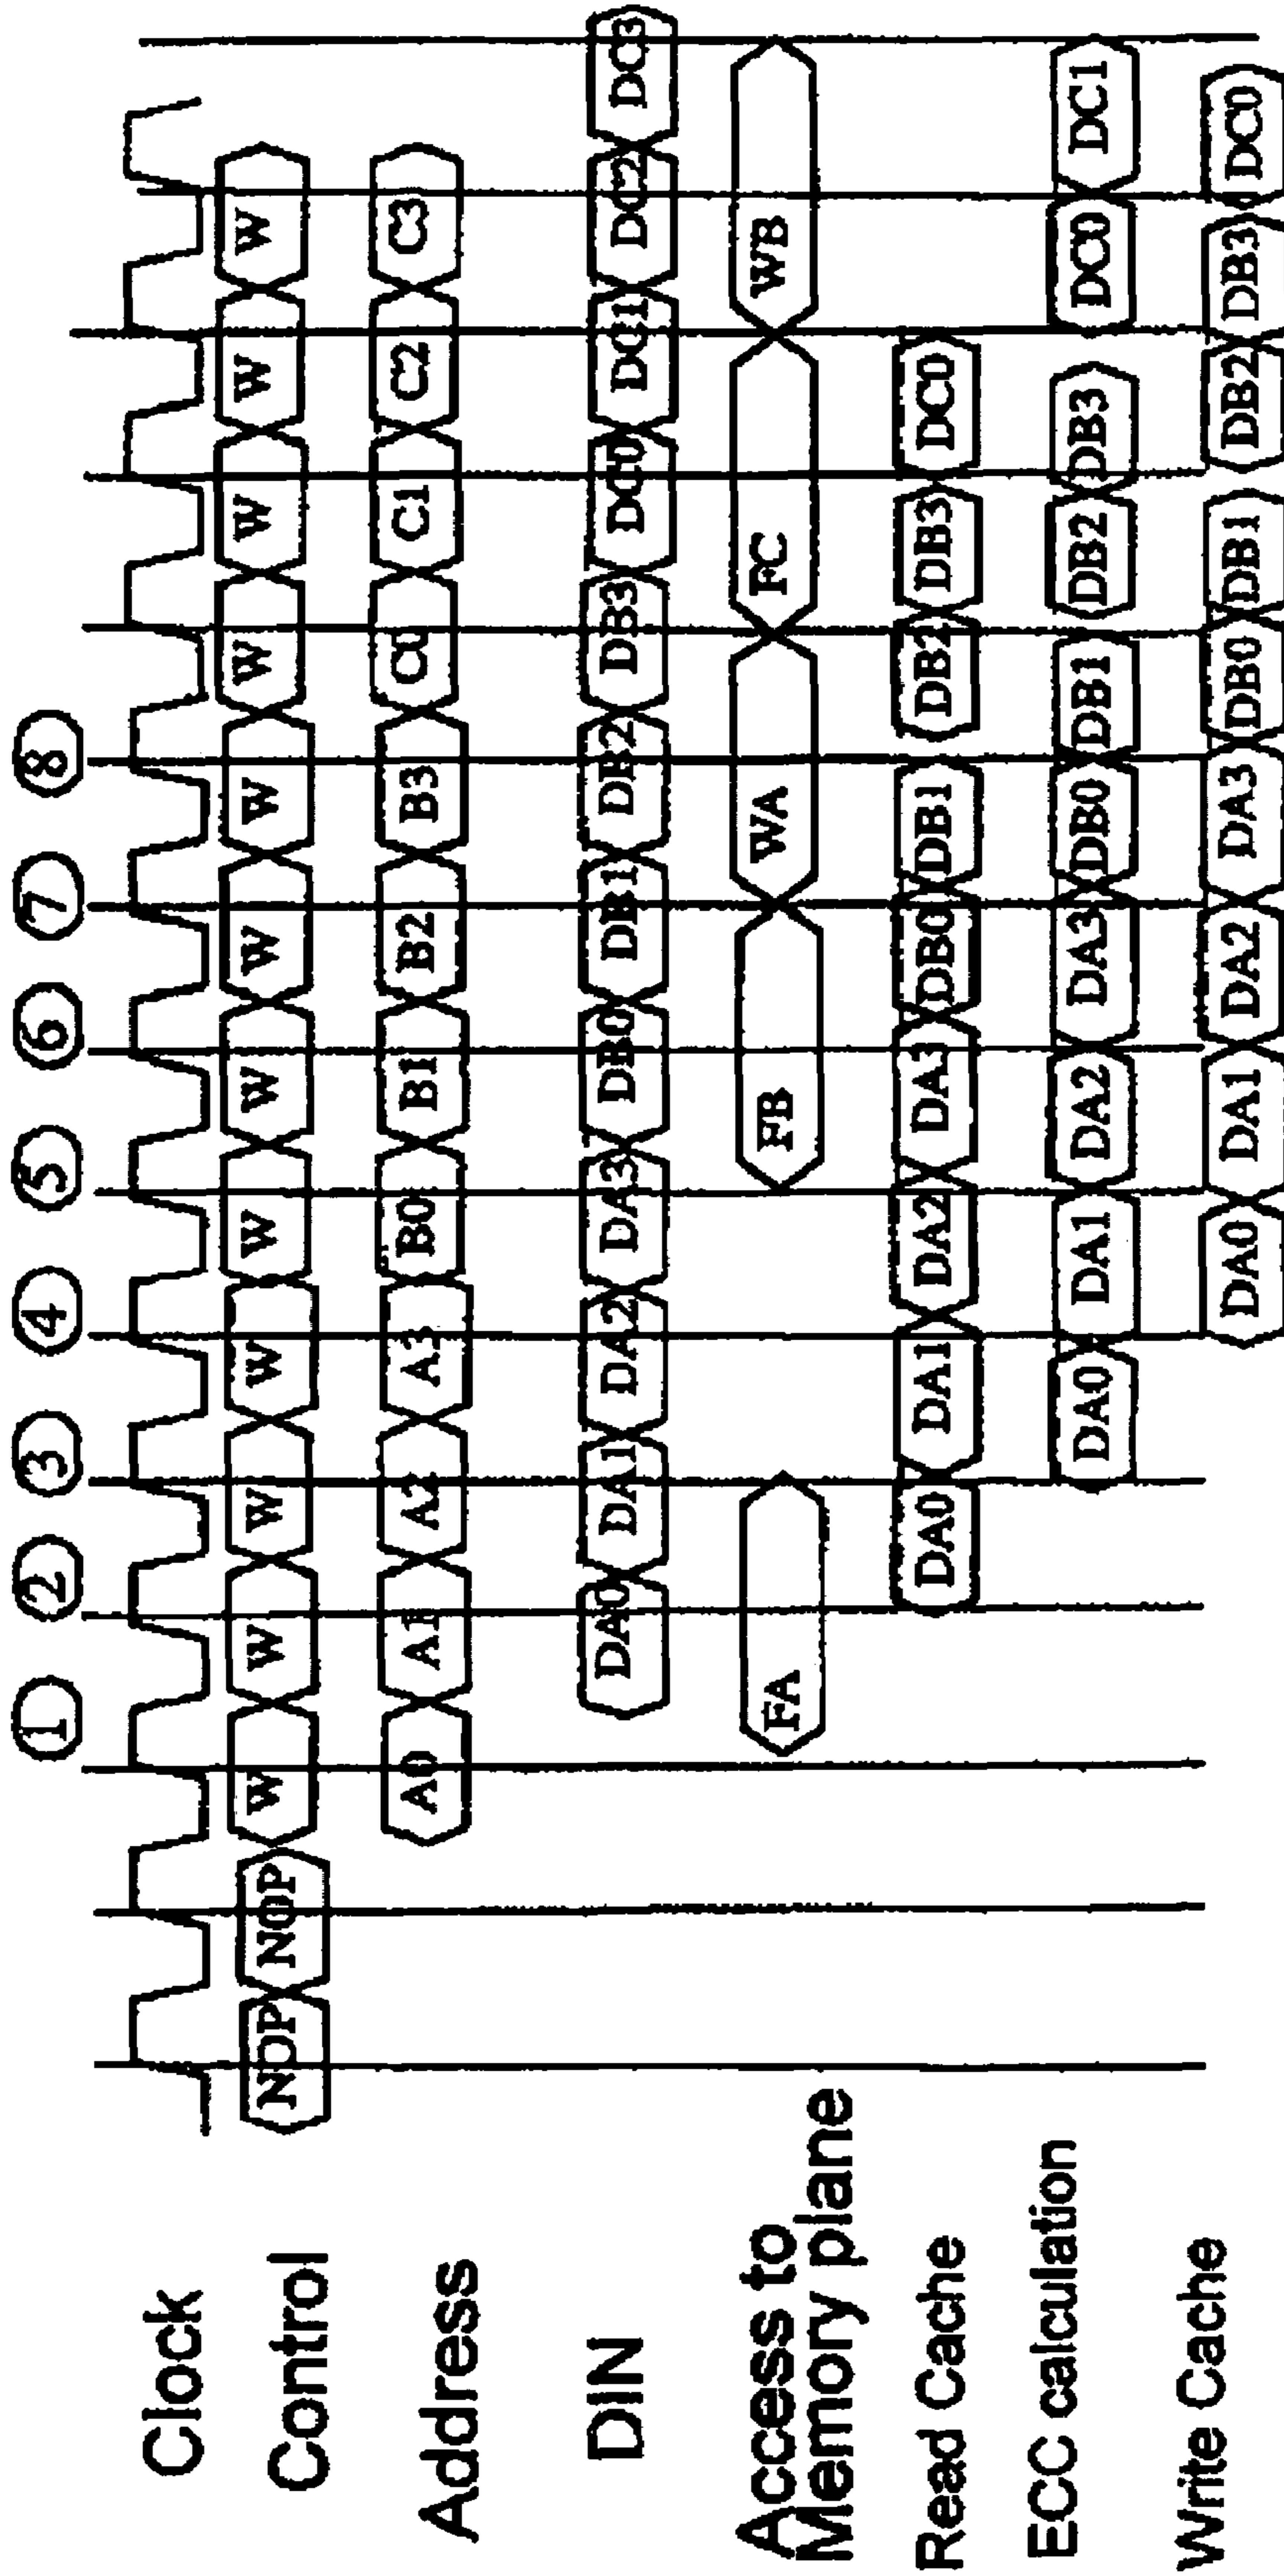 1 2 3 4 5 6 7 8
Clock
Control NOP NOP W W W W W W W W W W W W
Address A0 A1 A2 A3 B0 B1 B2 B3 C0 C1 C2 C3
DIN DA0 DA1 DA2 DA3 DB0 DB1 DB2 DB3 DC0 DC1 DC2 DC3
Access to
Memory plane FA FB WA FC WB
Read Cache DA0 DA1 DA2 DA3 DB0 DB1 DB2 DB3 DC0
ECC calculation DA0 DA1 DA2 DA3 DB0 DB1 DB2 DB3 DC0 DC1
Write Cache DA0 DA1 DA2 DA3 DB0 DB1 DB2 DB3 DC0